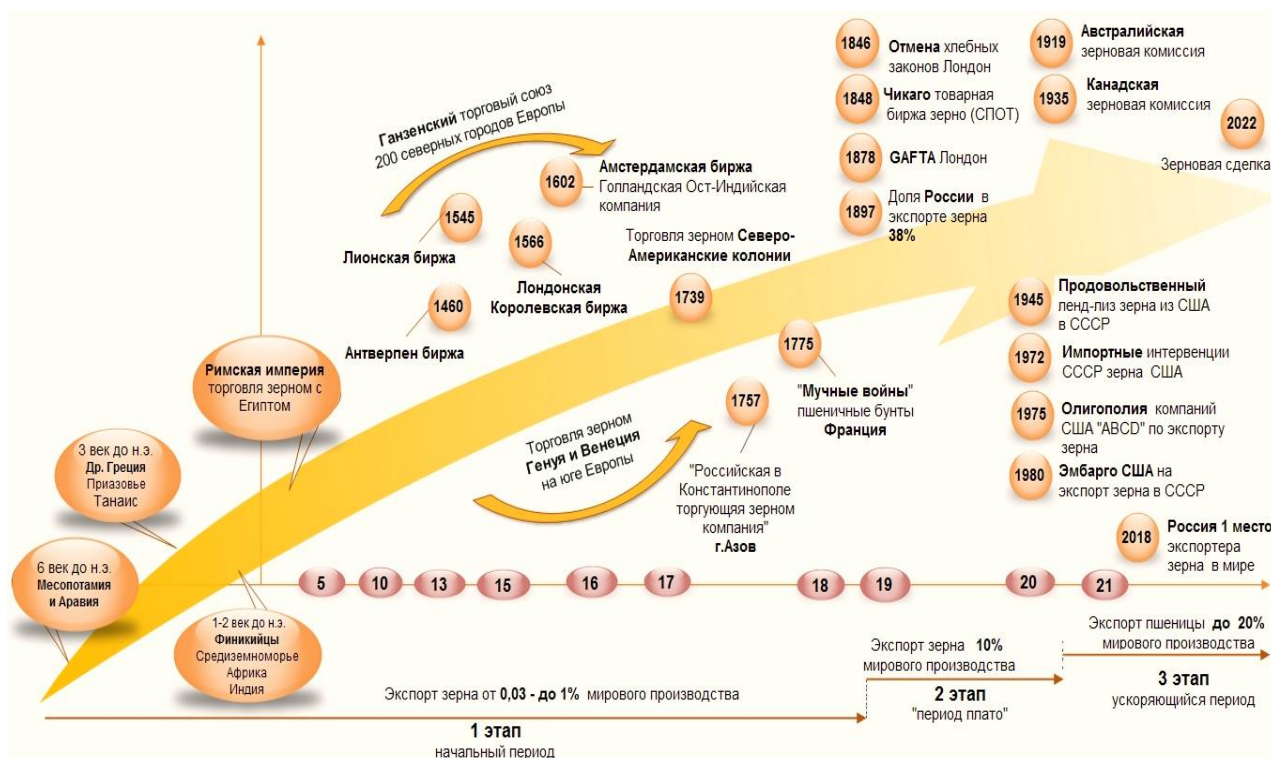 1846
Отмена хлебных
законов Лондон
1919
Австралийская
зерновая комиссия
1848
Чикаго товарная
биржа зерно (СПОТ)
1935
Канадская
зерновая комиссия
2022
Зерновая сделка
1878
GAFTA Лондон
1897
Доля России в
экспорте зерна
38%
Ганзенский торговый союз
200 северных городов Европы
1602
Амстердамская биржа
Голландская Ост-Индийская
компания
1545
Лионская биржа
1566
Лондонская
Королевская биржа
1460
Антверпен биржа
Торговля зерном Северо-
Американские колонии
1739
1775
"Мучные войны"
пшеничные бунты
Франция
1757
"Российская в
Константинополе
торгующяя зерном
компания"
г.Азов
Торговля зерном
Генуя и Венеция
на юге Европы
Римская империя
торговля зерном с
Египтом
3 век до н.э.
Др. Греция
Приазовье
Танаис
6 век до н.э.
Месопотамия
и Аравия
1-2 век до н.э.
Финикийцы
Средиземноморье
Африка
Индия
1945
Продовольственный
ленд-лиз зерна из США
в СССР
1972
Импортные интервенции
СССР зерна США
1975
Олигополия компаний
США "ABCD" по экспорту
зерна
1980
Эмбарго США на
экспорт зерна в СССР
2018
Россия 1 место
экспортера
зерна в мире
5 10 13 15 16 17 18 19 20 21
Экспорт зерна от 0,03 - до 1% мирового производства
1 этап
начальный период
Экспорт зерна 10%
мирового производства
2 этап
"период плато"
Экспорт пшеницы до 20%
мирового производства
3 этап
ускоряющийся период